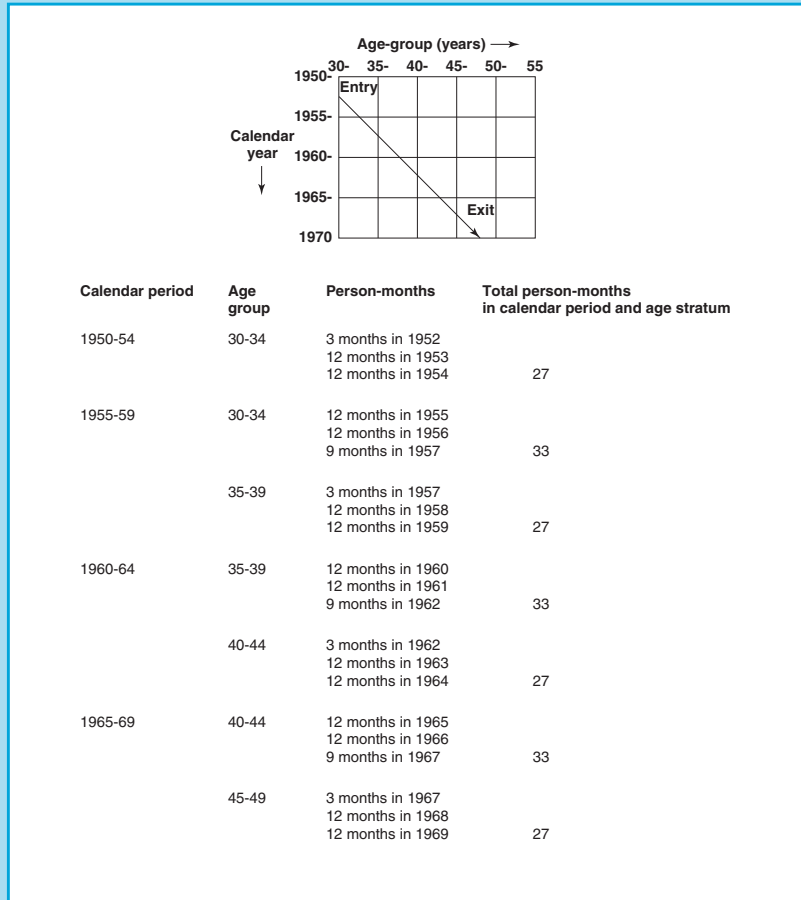 Age-group (years) →
30- 35- 40- 45- 50- 55
1950-
Entry
1955-
Calendar
year
1960-
1965-
Exit
1970
Calendar period Age group Person-months Total person-months in calendar period and age stratum
1950-54 30-34 3 months in 1952
12 months in 1953
12 months in 1954 27
1955-59 30-34 12 months in 1955
12 months in 1956
9 months in 1957 33
35-39 3 months in 1957
12 months in 1958
12 months in 1959 27
1960-64 35-39 12 months in 1960
12 months in 1961
9 months in 1962 33
40-44 3 months in 1962
12 months in 1963
12 months in 1964 27
1965-69 40-44 12 months in 1965
12 months in 1966
9 months in 1967 33
45-49 3 months in 1967
12 months in 1968
12 months in 1969 27